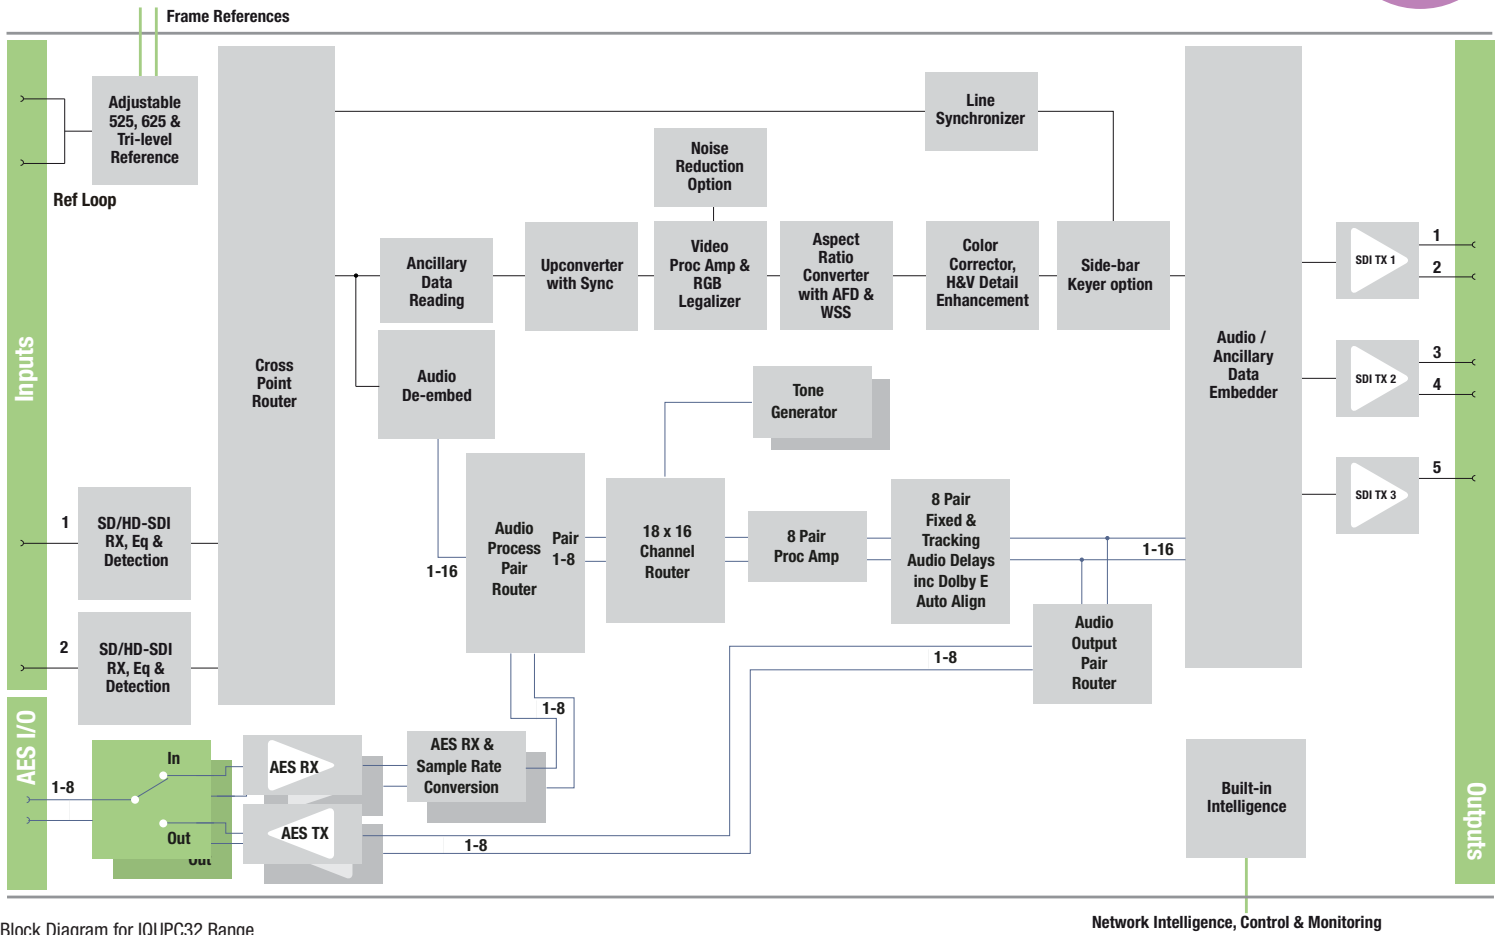 Frame References
Adjustable
525, 625 &
Tri-level
Reference
Ref Loop
Inputs
Cross
Point
Router
Line
Synchronizer
Noise
Reduction
Option
Ancillary
Data
Reading
Upconverter
with Sync
Video
Proc Amp &
RGB
Legalizer
Aspect
Ratio
Converter
with AFD &
WSS
Color
Corrector,
H&V Detail
Enhancement
Side-bar
Keyer option
Audio
De-embed
Tone
Generator
Audio /
Ancillary
Data
Embedder
SDI TX 1
1
2
SDI TX 2
3
4
SDI TX 3
5
1
SD/HD-SDI
RX, Eq &
Detection
2
SD/HD-SDI
RX, Eq &
Detection
1-16
Audio
Process
Pair
Router
Pair
1-8
18 x 16
Channel
Router
8 Pair
Proc Amp
8 Pair
Fixed &
Tracking
Audio Delays
inc Dolby E
Auto Align
1-16
Audio
Output
Pair
Router
1-8
1-8
AES I/O
1-8
In
Out
Out
AES RX
AES TX
AES RX &
Sample Rate
Conversion
1-8
Built-in
Intelligence
Outputs
Network Intelligence, Control & Monitoring
Block Diagram for IQUPC32 Range